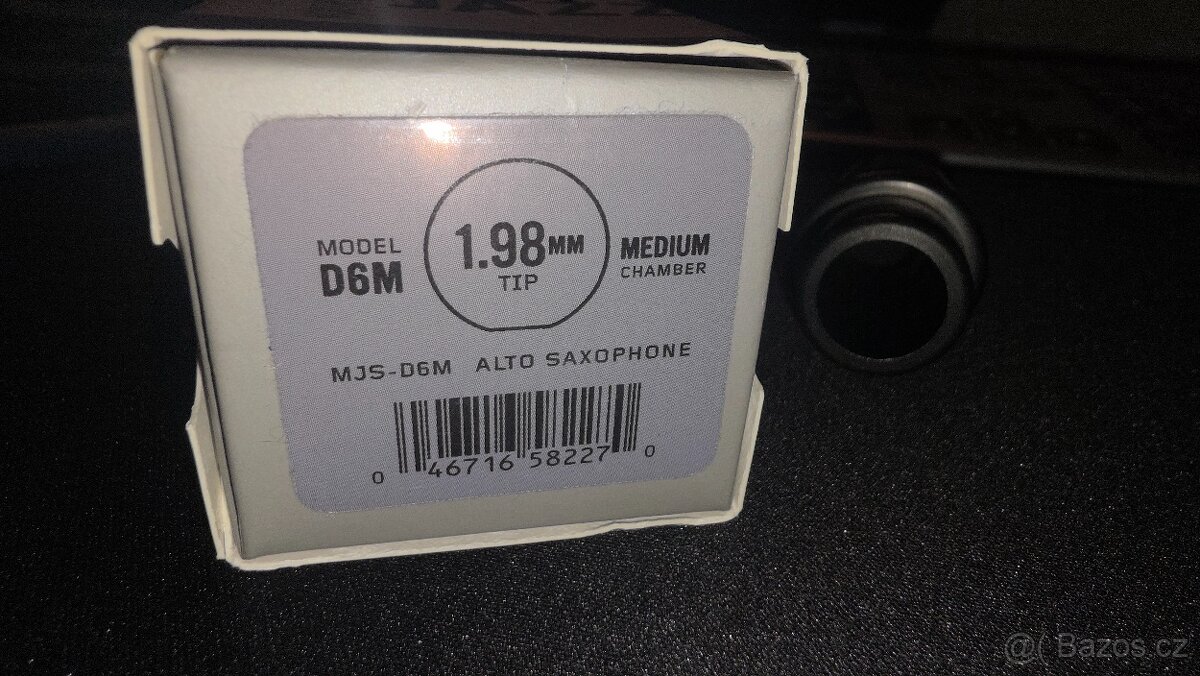 MODEL
D6M
1.98MM
TIP
MEDIUM
CHAMBER
MJS-D6M ALTO SAXOPHONE
0 46716 58227 0
@( Bazos.cz